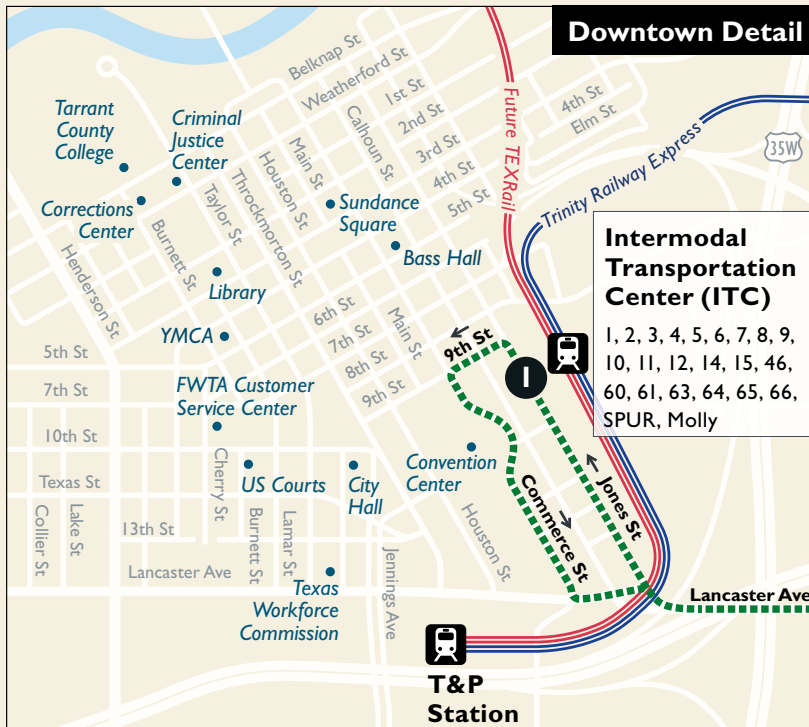 Downtown Detail
Belknap St
Weatherford St
1st St
2nd St
3rd St
4th St
5th St
4th St
Elm St
Calhoun St
Main St
Houston St
Throckmorton St
Taylor St
Burnett St
Henderson St
Future TEXRail
Trinity Railway Express
35W
Tarrant
County
College
Criminal
Justice
Center
Corrections
Center
Sundance
Square
Bass Hall
Library
YMCA
Intermodal
Transportation
Center (ITC)
1, 2, 3, 4, 5, 6, 7, 8, 9,
10, 11, 12, 14, 15, 46,
60, 61, 63, 64, 65, 66,
SPUR, Molly
6th St
7th St
8th St
9th St
Main St
9th St
1
5th St
7th St
10th St
Texas St
13th St
Lancaster Ave
FWTA Customer
Service Center
US Courts
City
Hall
Convention
Center
Texas
Workforce
Commission
Collier St
Lake St
Cherry St
Burnett St
Lamar St
Jennings Ave
Houston St
Commerce St
Jones St
Lancaster Ave
T&P
Station